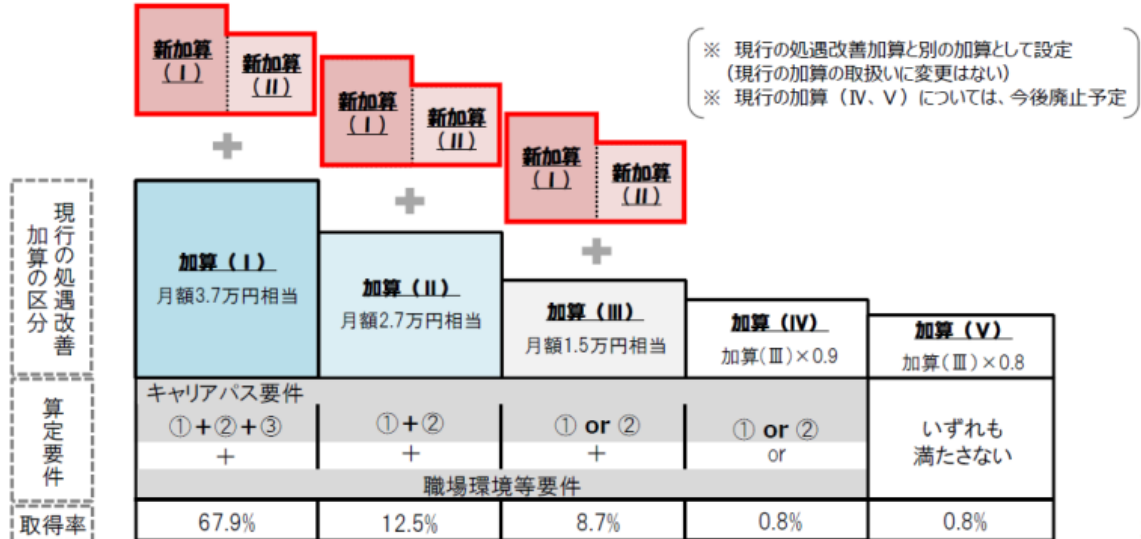 新加算
(Ⅰ)
新加算
(Ⅱ)
新加算
(Ⅰ)
新加算
(Ⅱ)
新加算
(Ⅰ)
新加算
(Ⅱ)
※ 現行の処遇改善加算と別の加算として設定
(現行の加算の取扱いに変更はない)
※ 現行の加算(Ⅳ、Ⅴ)については、今後廃止予定
現行の処遇改善
加算の区分
加算(Ⅰ)
月額3.7万円相当
加算(Ⅱ)
月額2.7万円相当
加算(Ⅲ)
月額1.5万円相当
加算(Ⅳ)
加算(Ⅲ)×0.9
加算(Ⅴ)
加算(Ⅲ)×0.8
算定要件
キャリアパス要件
①+②+③
①+②
① or ②
① or ②
いずれも
満たさない
+
+
+
or
職場環境等要件
取得率
67.9%
12.5%
8.7%
0.8%
0.8%